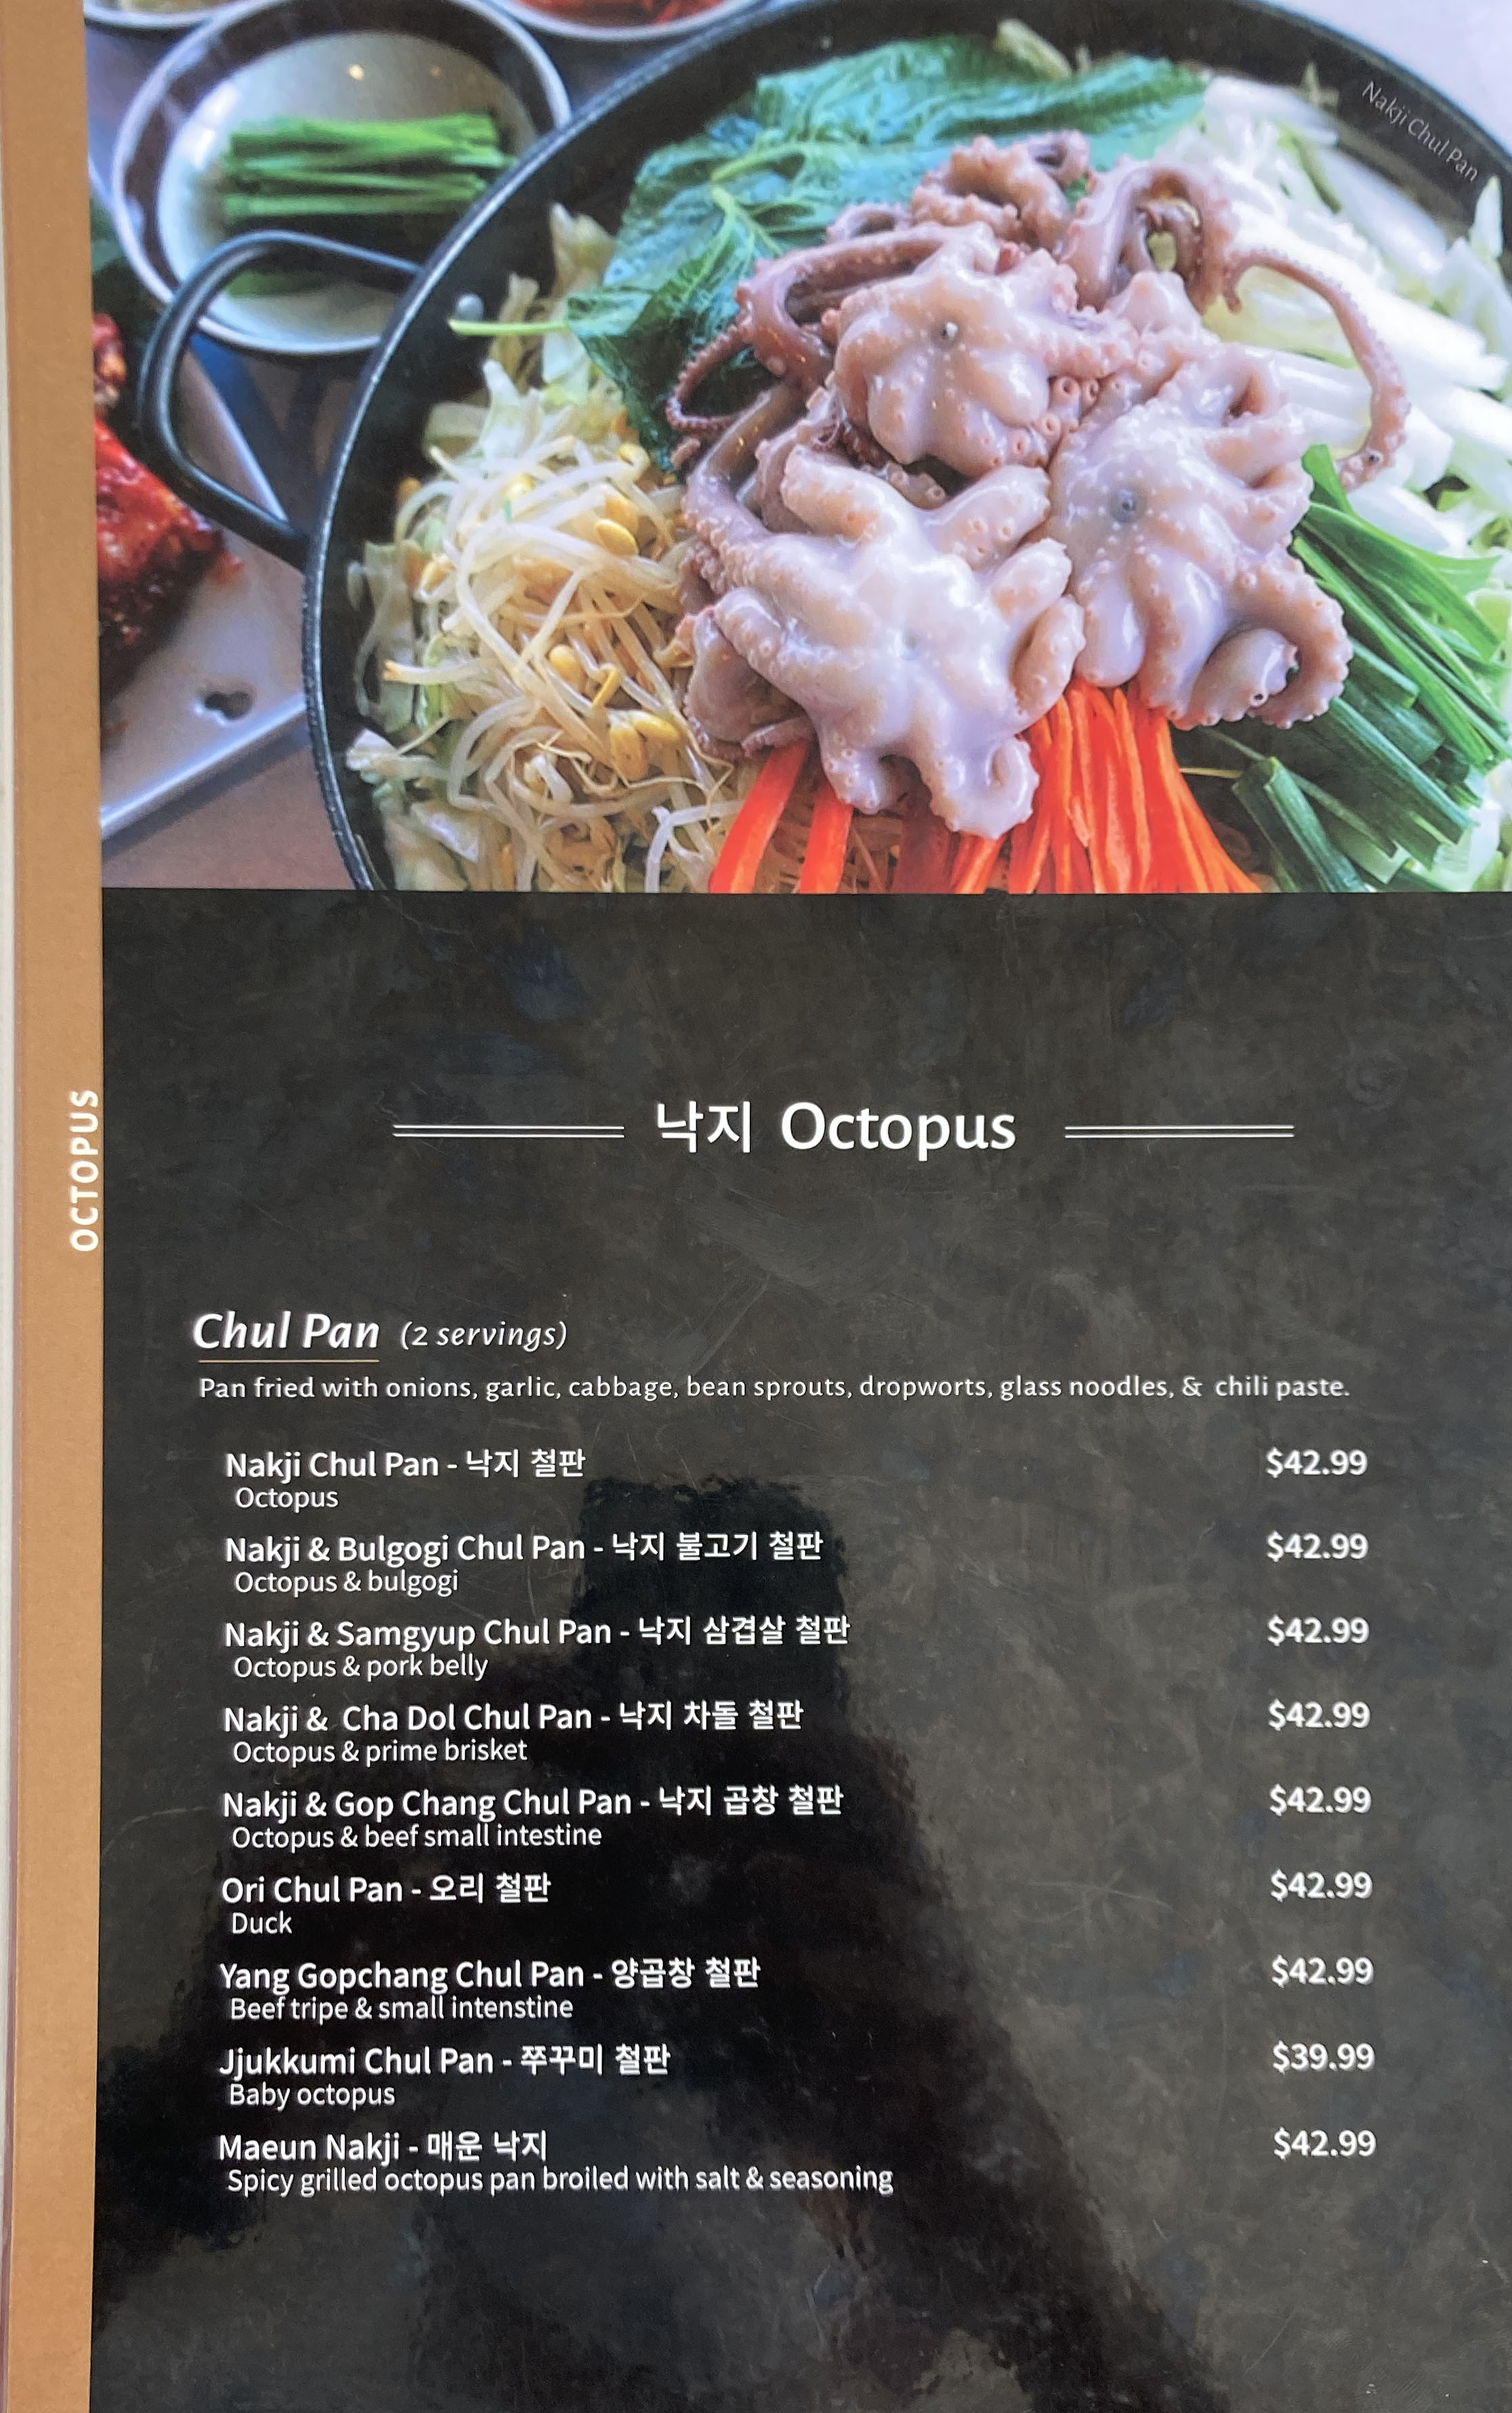 Nakji Chul Pan
OCTOPUS
낙지 Octopus
Chul Pan (2 servings)
Pan fried with onions, garlic, cabbage, bean sprouts, dropworts, glass noodles, & chili paste.
Nakji Chul Pan - 낙지 철판 $42.99
Octopus
Nakji & Bulgogi Chul Pan - 낙지 불고기 철판 $42.99
Octopus & bulgogi
Nakji & Samgyup Chul Pan - 낙지 삼겹살 철판 $42.99
Octopus & pork belly
Nakji & Cha Dol Chul Pan - 낙지 차돌 철판 $42.99
Octopus & prime brisket
Nakji & Gop Chang Chul Pan - 낙지 곱창 철판 $42.99
Octopus & beef small intestine
Ori Chul Pan - 오리 철판 $42.99
Duck
Yang Gopchang Chul Pan - 양곱창 철판 $42.99
Beef tripe & small intenstine
Jjukkumi Chul Pan - 쭈꾸미 철판 $39.99
Baby octopus
Maeun Nakji - 매운 낙지 $42.99
Spicy grilled octopus pan broiled with salt & seasoning